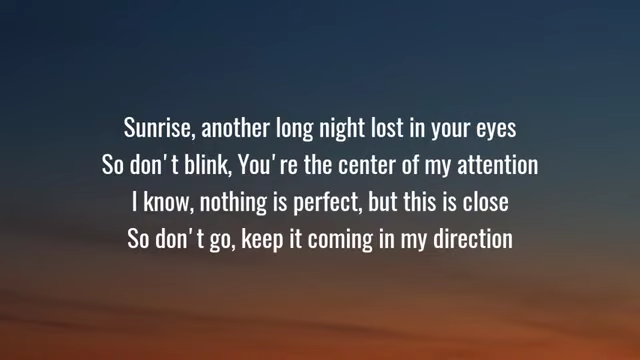 Sunrise, another long night lost in your eyes
So don't blink, You're the center of my attention
I know, nothing is perfect, but this is close
So don't go, keep it coming in my direction